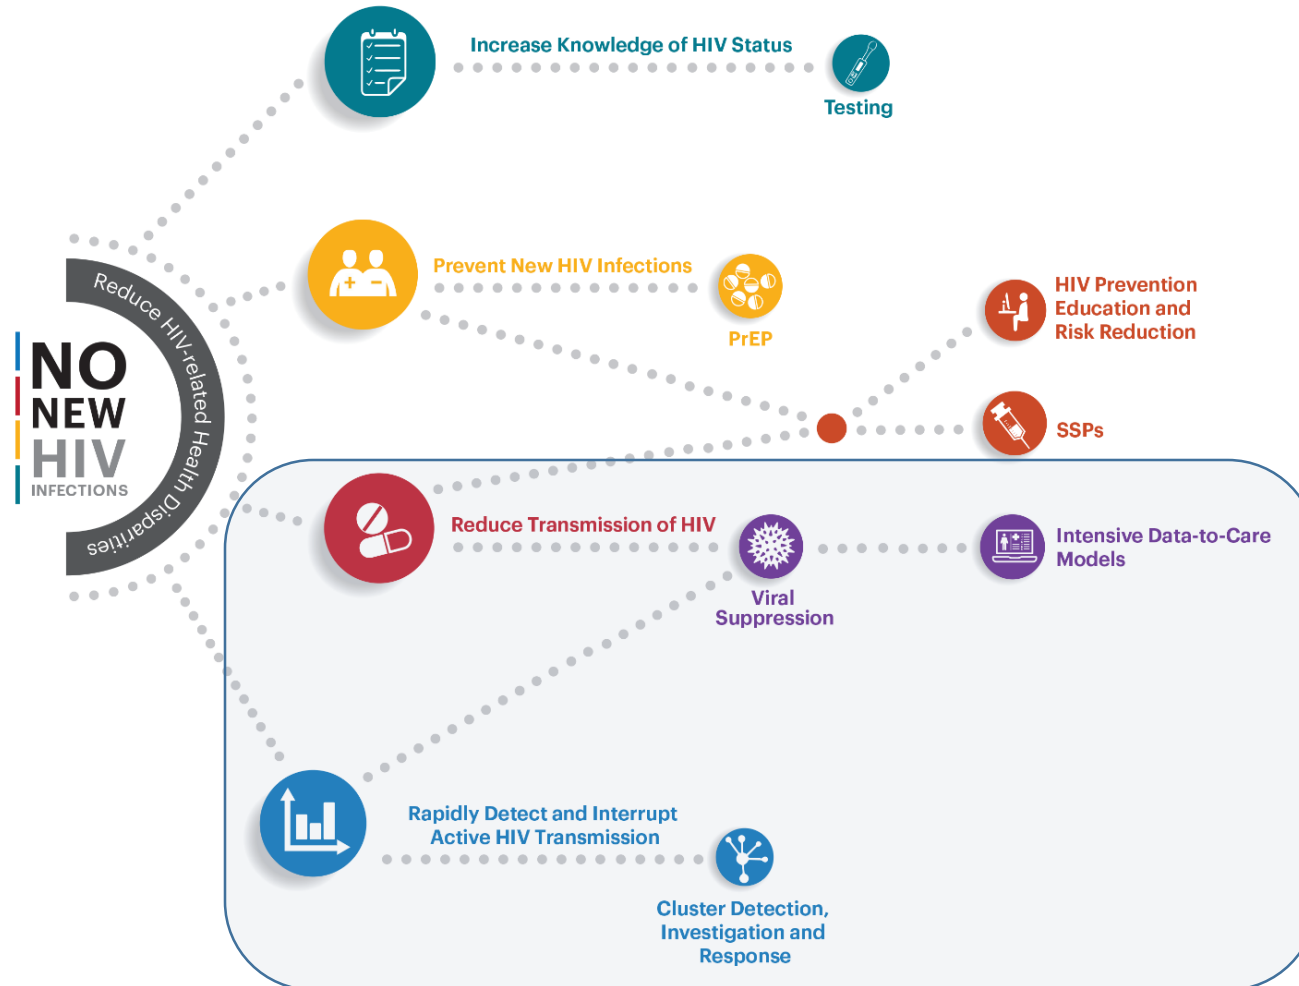 Increase Knowledge of HIV Status
Testing
Reduce HIV-related Health Disparities
NO
NEW
HIV
INFECTIONS
Prevent New HIV Infections
PrEP
HIV Prevention
Education and
Risk Reduction
SSPs
Reduce Transmission of HIV
Viral
Suppression
Intensive Data-to-Care
Models
Rapidly Detect and Interrupt
Active HIV Transmission
Cluster Detection,
Investigation and
Response